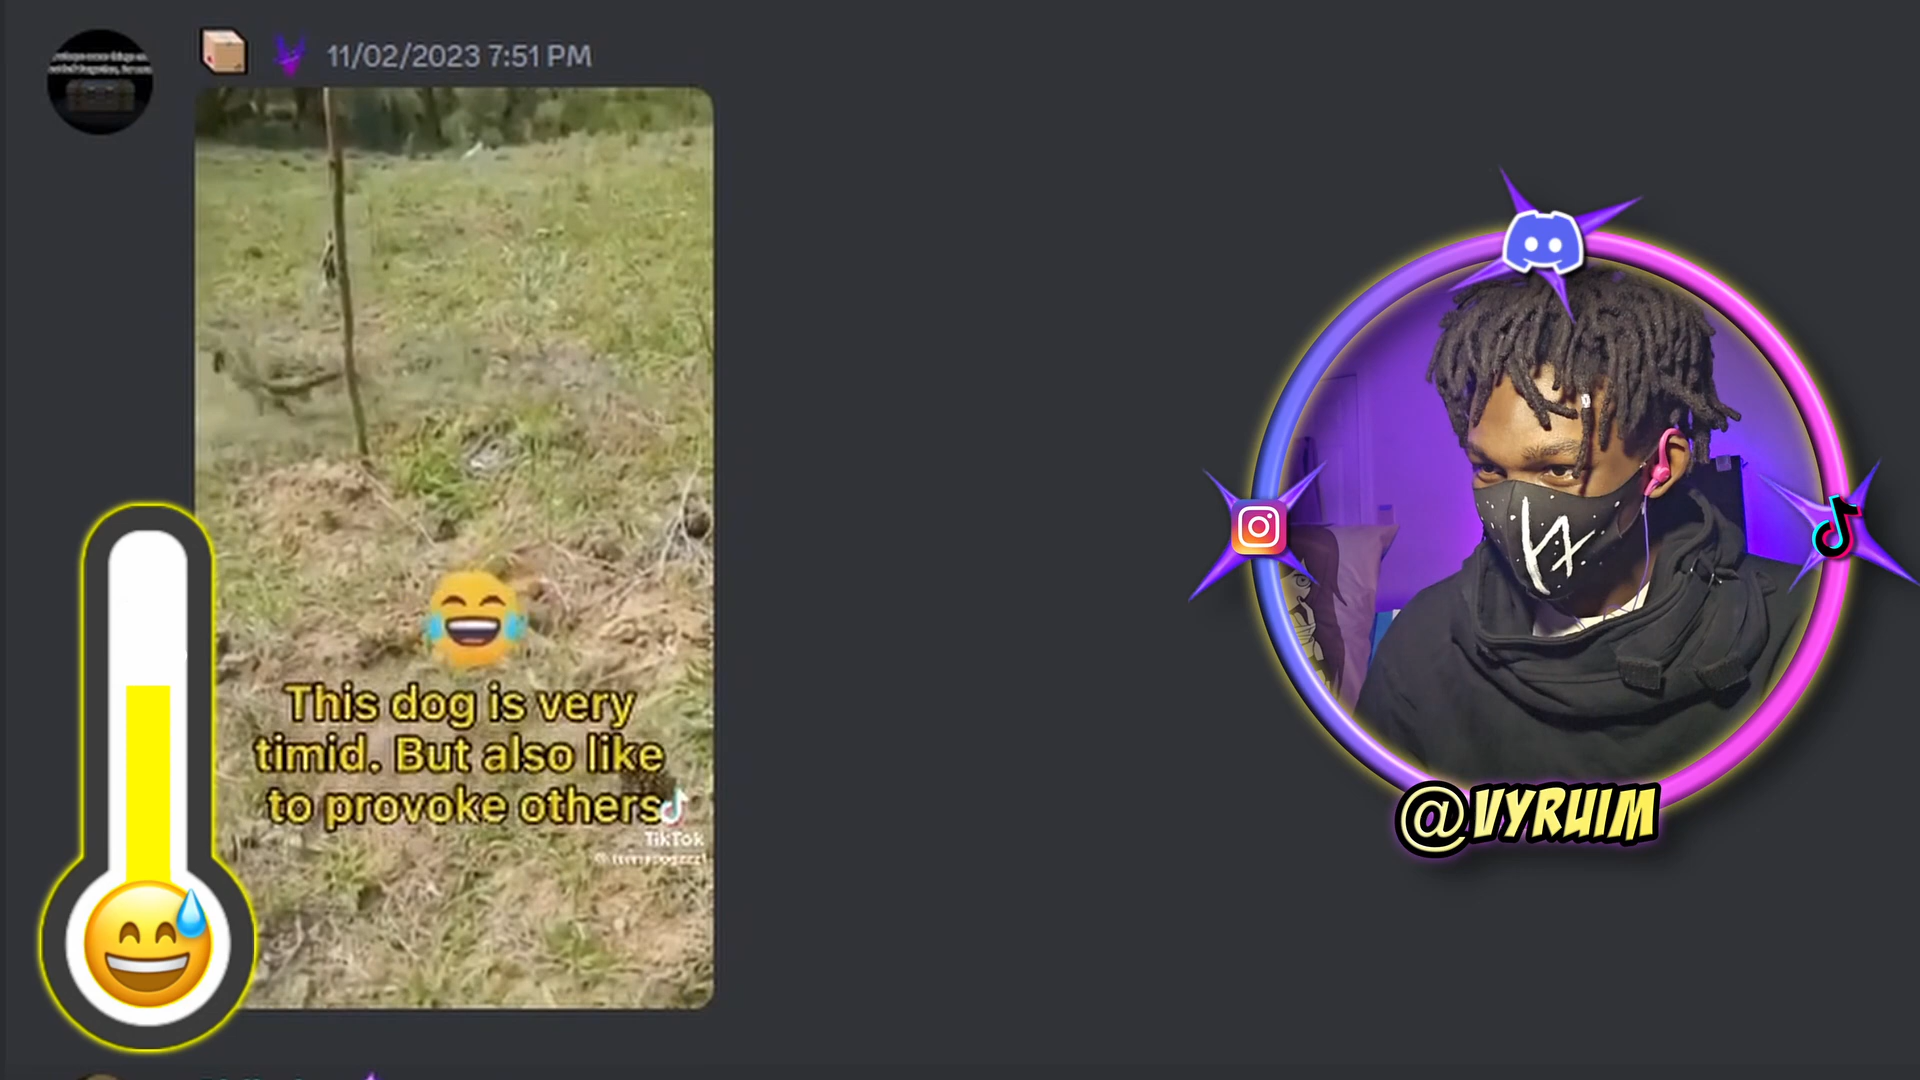 11/02/2023 7:51 PM
This dog is very
timid. But also like
to provoke others
TikTok
@VYRUIM